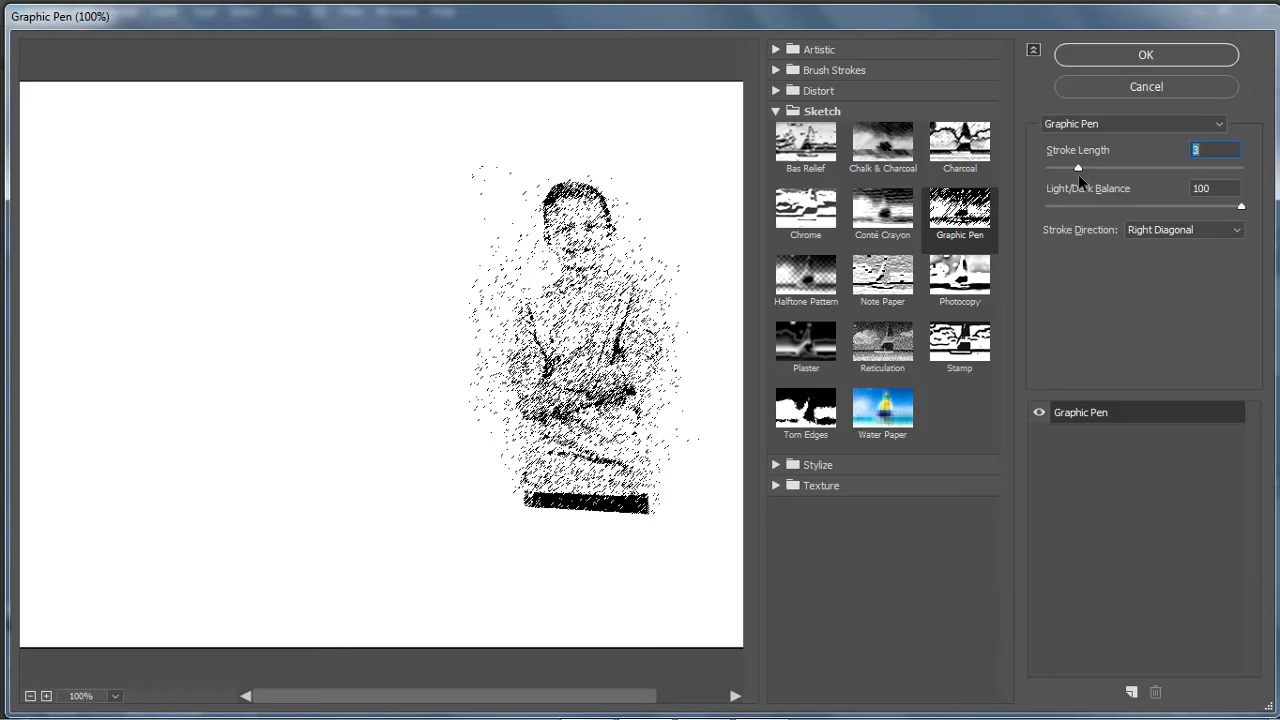 Graphic Pen (100%)
Artistic
Brush Strokes
Distort
Sketch
Bas Relief
Chalk & Charcoal
Charcoal
Chrome
Conté Crayon
Graphic Pen
Halftone Pattern
Note Paper
Photocopy
Plaster
Reticulation
Stamp
Torn Edges
Water Paper
Stylize
Texture
OK
Cancel
Graphic Pen
Stroke Length 3
Light/Dark Balance 100
Stroke Direction: Right Diagonal
Graphic Pen
100%